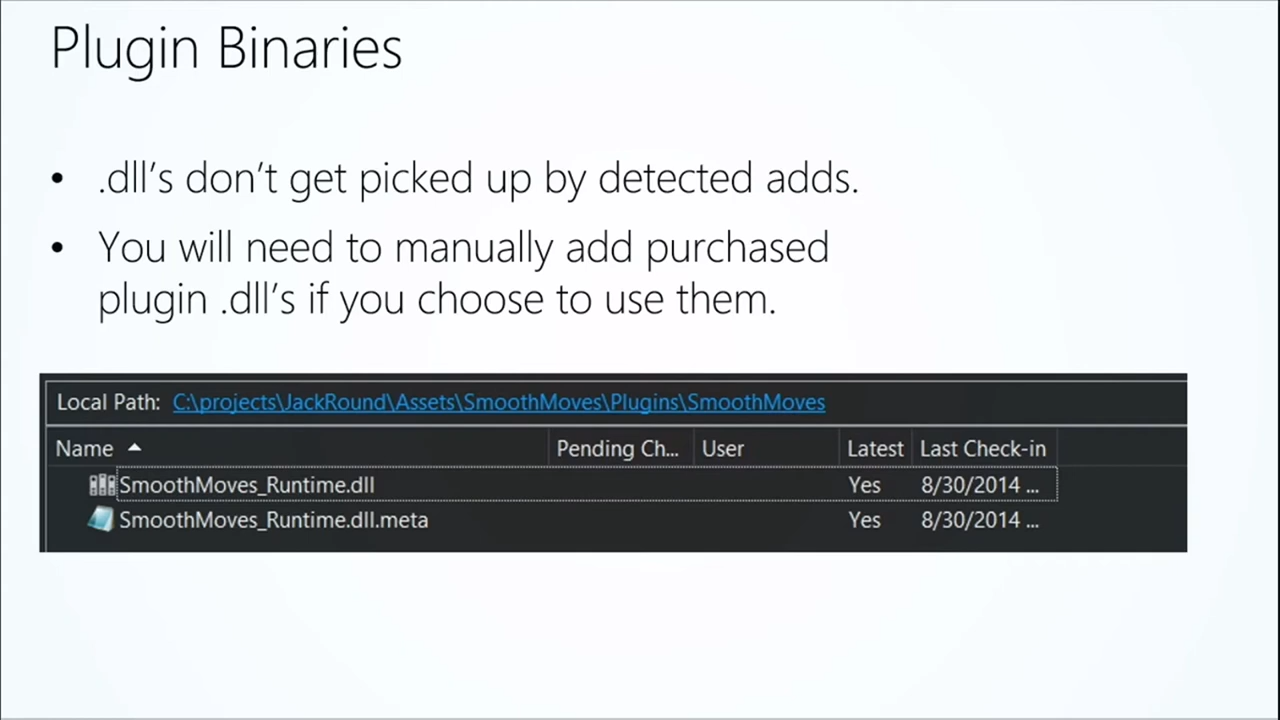 Plugin Binaries
• .dll’s don’t get picked up by detected adds.
• You will need to manually add purchased
plugin .dll’s if you choose to use them.
Local Path: C:\projects\JackRound\Assets\SmoothMoves\Plugins\SmoothMoves
Name Pending Ch... User Latest Last Check-in
SmoothMoves_Runtime.dll Yes 8/30/2014 ...
SmoothMoves_Runtime.dll.meta Yes 8/30/2014 ...